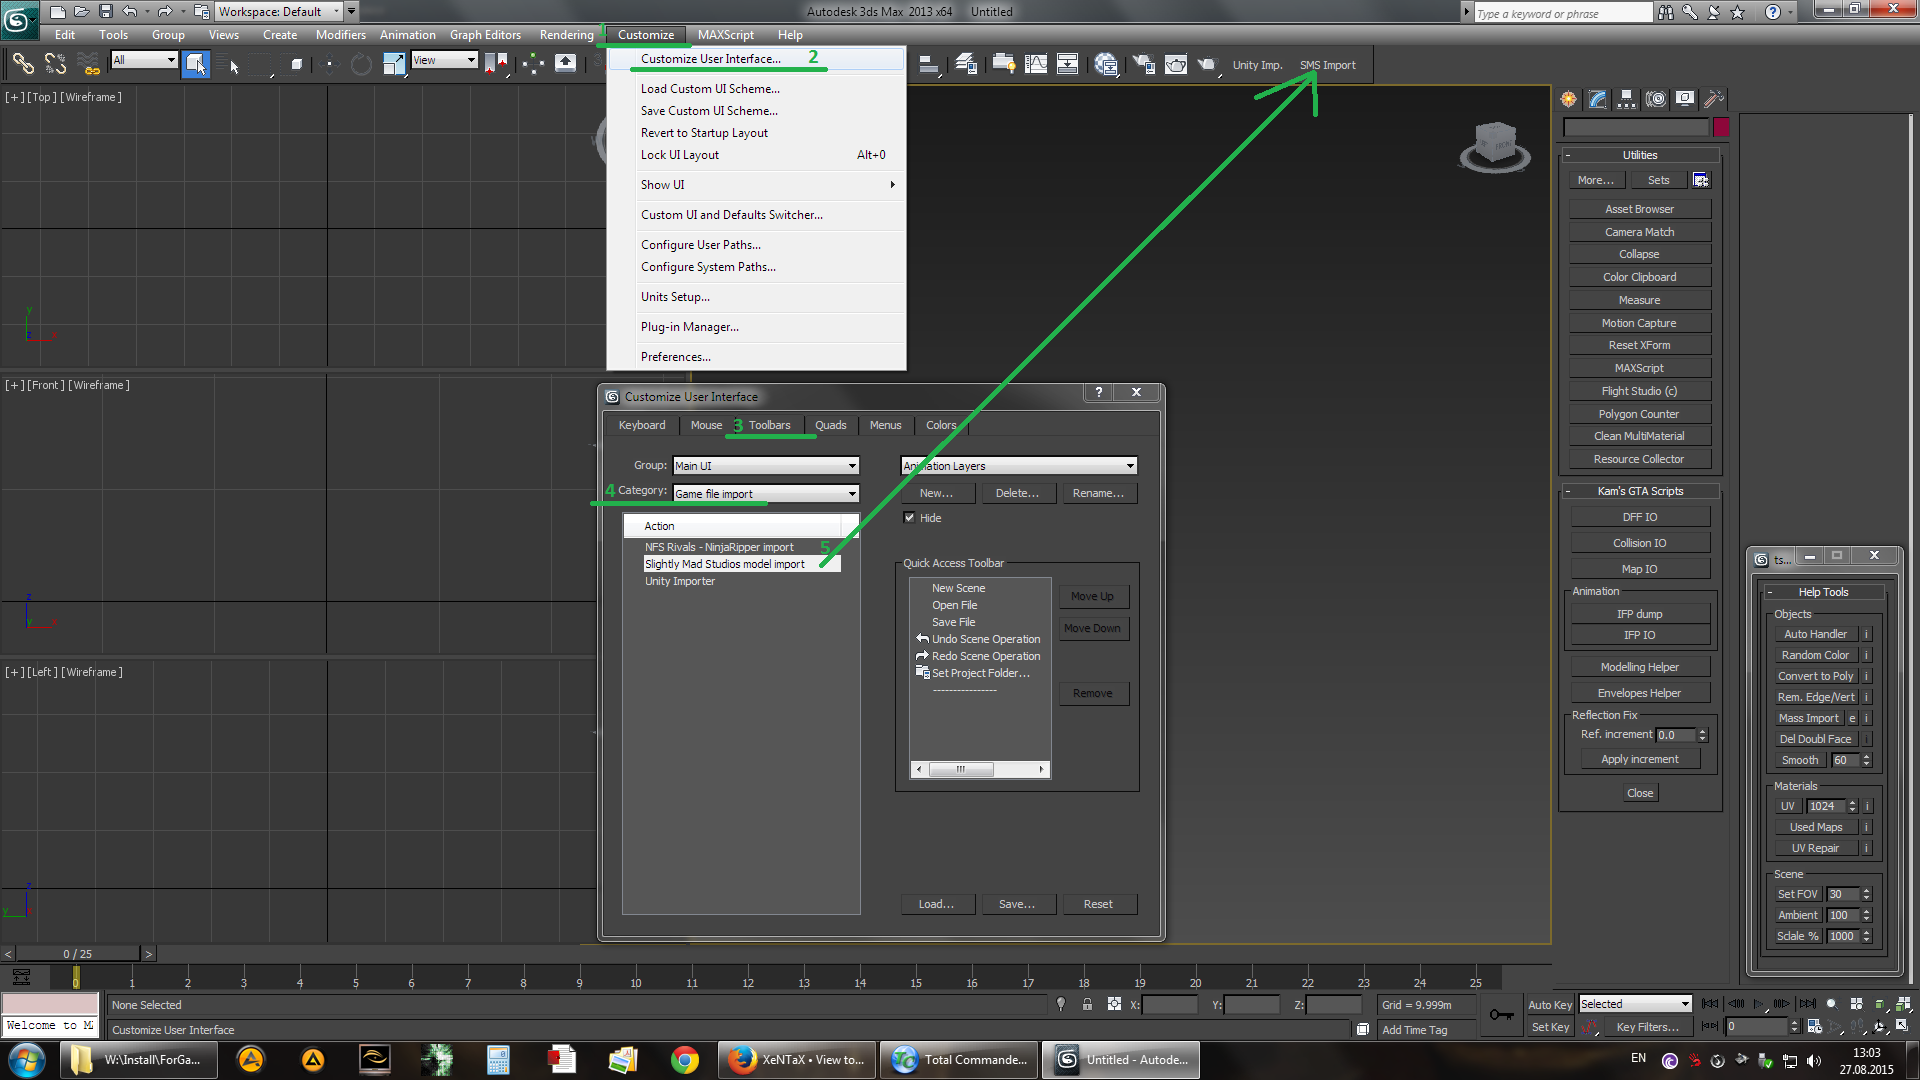 Workspace: Default
Autodesk 3ds Max 2013 x64 Untitled
Type a keyword or phrase
Edit Tools Group Views Create Modifiers Animation Graph Editors Rendering Customize MAXScript Help
All
View
Unity Imp.
SMS Import
Customize User Interface... 2
Load Custom UI Scheme...
Save Custom UI Scheme...
Revert to Startup Layout
Lock UI Layout Alt+0
Show UI
Custom UI and Defaults Switcher...
Configure User Paths...
Configure System Paths...
Units Setup...
Plug-in Manager...
Preferences...
[+][Top][Wireframe]
[+][Front][Wireframe]
[+][Left][Wireframe]
Customize User Interface
Keyboard Mouse 3 Toolbars Quads Menus Colors
Group: Main UI
4 Category: Game file import
Action
NFS Rivals - NinjaRipper import
Slightly Mad Studios model import 5
Unity Importer
Animation Layers
New... Delete... Rename...
Hide
Quick Access Toolbar
New Scene
Open File
Save File
Undo Scene Operation
Redo Scene Operation
Set Project Folder...
----------------
Move Up
Move Down
Remove
Load... Save... Reset
- Utilities
More... Sets
Asset Browser
Camera Match
Collapse
Color Clipboard
Measure
Motion Capture
Reset XForm
MAXScript
Flight Studio (c)
Polygon Counter
Clean MultiMaterial
Resource Collector
- Kam's GTA Scripts
DFF IO
Collision IO
Map IO
Animation
IFP dump
IFP IO
Modelling Helper
Envelopes Helper
Reflection Fix
Ref. increment 0.0
Apply increment
Close
ts...
- Help Tools
Objects
Auto Handler i
Random Color i
Convert to Poly i
Rem. Edge/Vert i
Mass Import e i
Del Doubl Face i
Smooth 60
Materials
UV 1024 i
Used Maps i
UV Repair i
Scene
Set FOV 30
Ambient 100
Sclale % 1000
< 0 / 25 >
0 1 2 3 4 5 6 7 8 9 10 11 12 13 14 15 16 17 18 19 20 21 22 23 24 25
None Selected
X: Y: Z:
Grid = 9.999m
Auto Key Selected
Welcome to M
Customize User Interface
Add Time Tag
Set Key Key Filters... 0
W:\Install\ForGa...
XeNTaX • View to...
Total Commande...
Untitled - Autode...
EN
13:03
27.08.2015